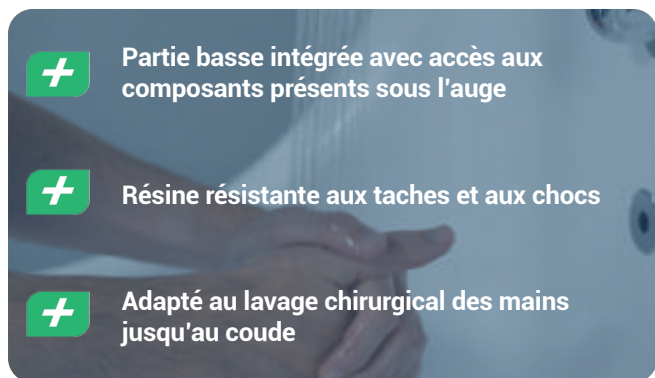 Partie basse intégrée avec accès aux
composants présents sous l'auge
Résine résistante aux taches et aux chocs
Adapté au lavage chirurgical des mains
jusqu'au coude